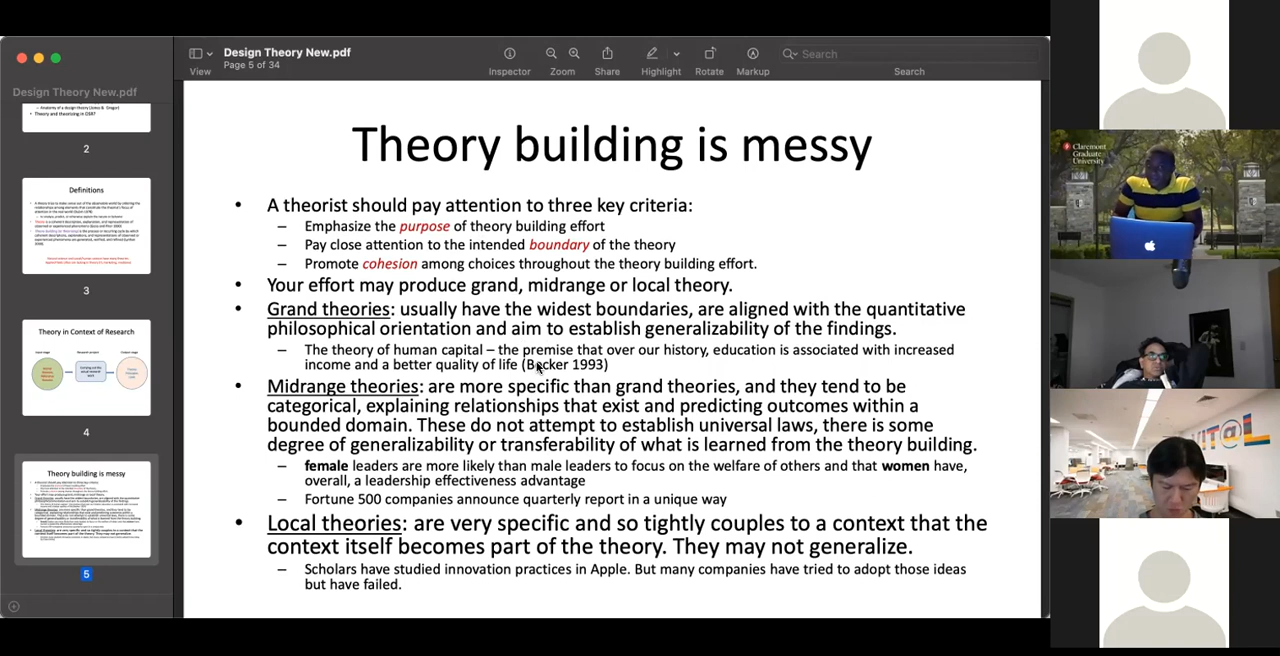 Design Theory New.pdf
Page 5 of 34
View
Inspector
Zoom
Share
Highlight
Rotate
Markup
Search
Search
Design Theory New.pdf
Theory and theorizing in DSR?
2
Definitions
3
Theory in Context of Research
4
Theory building is messy
5
Theory building is messy
• A theorist should pay attention to three key criteria:
– Emphasize the purpose of theory building effort
– Pay close attention to the intended boundary of the theory
– Promote cohesion among choices throughout the theory building effort.
• Your effort may produce grand, midrange or local theory.
• Grand theories: usually have the widest boundaries, are aligned with the quantitative
philosophical orientation and aim to establish generalizability of the findings.
– The theory of human capital – the premise that over our history, education is associated with increased
income and a better quality of life (Becker 1993)
• Midrange theories: are more specific than grand theories, and they tend to be
categorical, explaining relationships that exist and predicting outcomes within a
bounded domain. These do not attempt to establish universal laws, there is some
degree of generalizability or transferability of what is learned from the theory building.
– female leaders are more likely than male leaders to focus on the welfare of others and that women have,
overall, a leadership effectiveness advantage
– Fortune 500 companies announce quarterly report in a unique way
• Local theories: are very specific and so tightly couples to a context that the
context itself becomes part of the theory. They may not generalize.
– Scholars have studied innovation practices in Apple. But many companies have tried to adopt those ideas
but have failed.
Claremont
Graduate
University